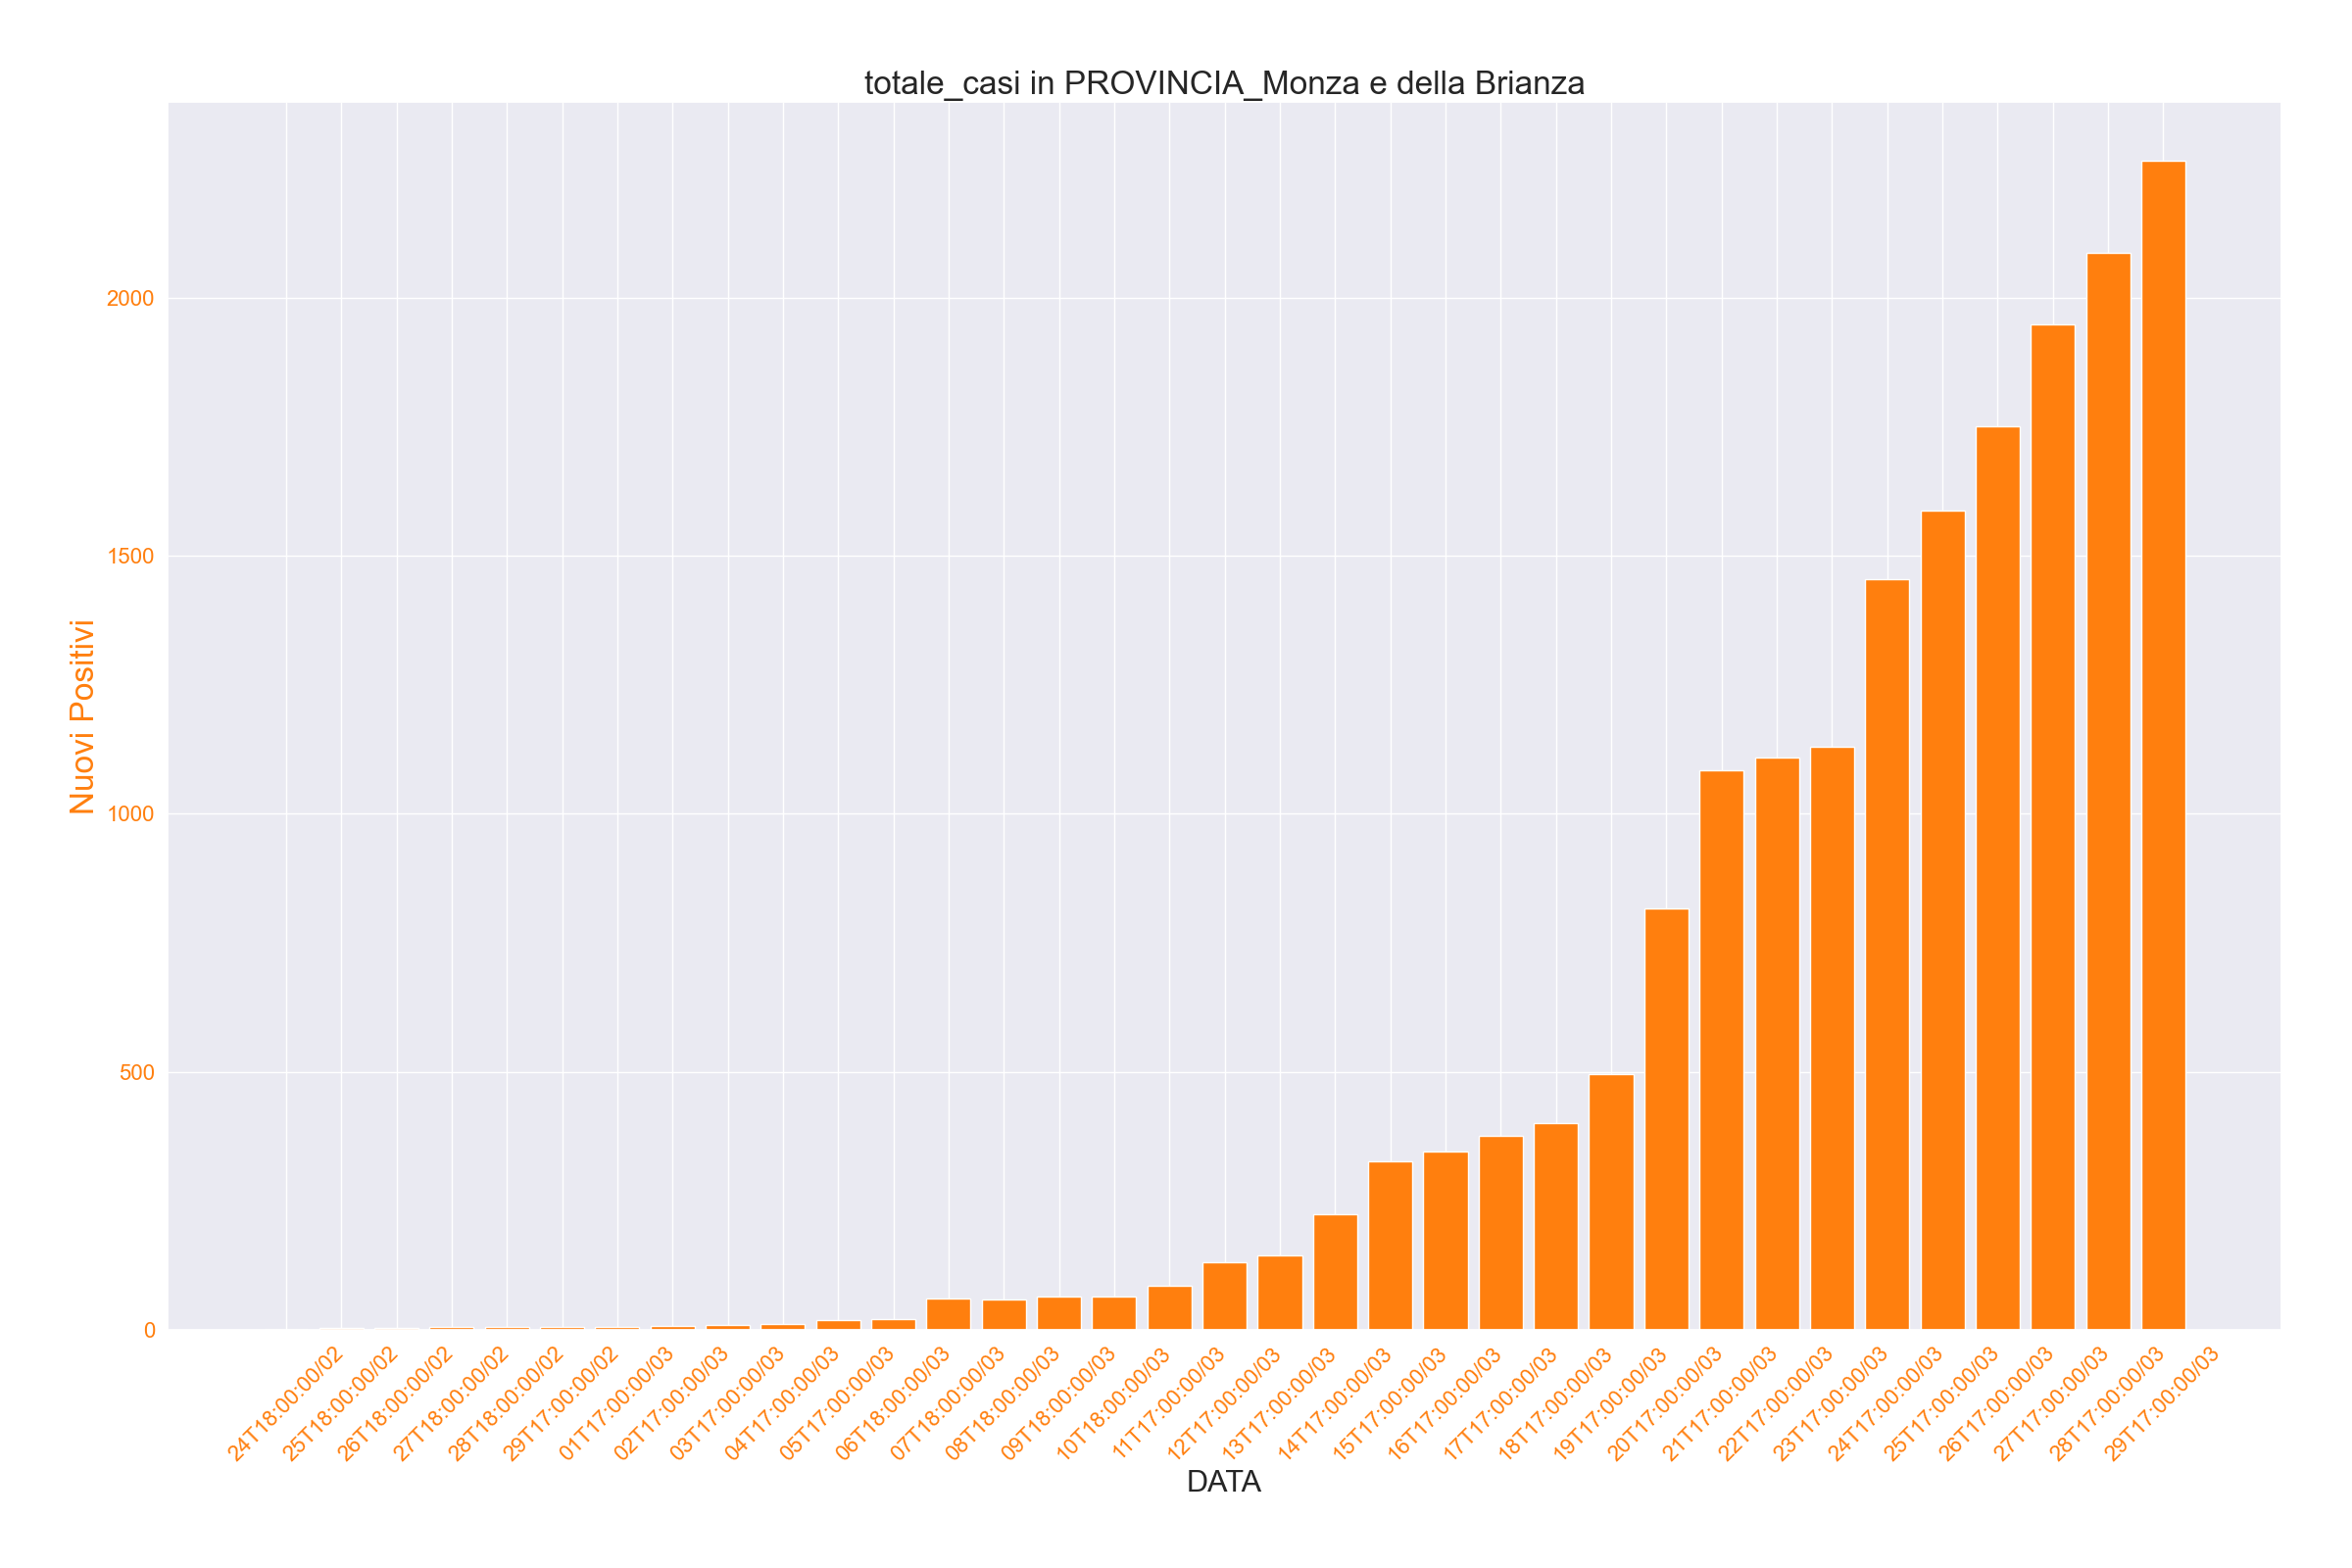 totale_casi in PROVINCIA_Monza e della Brianza
Nuovi Positivi
2000
1500
1000
500
0
24T18:00:00/02
25T18:00:00/02
26T18:00:00/02
27T18:00:00/02
28T18:00:00/02
29T17:00:00/02
01T17:00:00/03
02T17:00:00/03
03T17:00:00/03
04T17:00:00/03
05T17:00:00/03
06T18:00:00/03
07T18:00:00/03
08T18:00:00/03
09T18:00:00/03
10T18:00:00/03
11T17:00:00/03
12T17:00:00/03
13T17:00:00/03
14T17:00:00/03
15T17:00:00/03
16T17:00:00/03
17T17:00:00/03
18T17:00:00/03
19T17:00:00/03
20T17:00:00/03
21T17:00:00/03
22T17:00:00/03
23T17:00:00/03
24T17:00:00/03
25T17:00:00/03
26T17:00:00/03
27T17:00:00/03
28T17:00:00/03
29T17:00:00/03
DATA